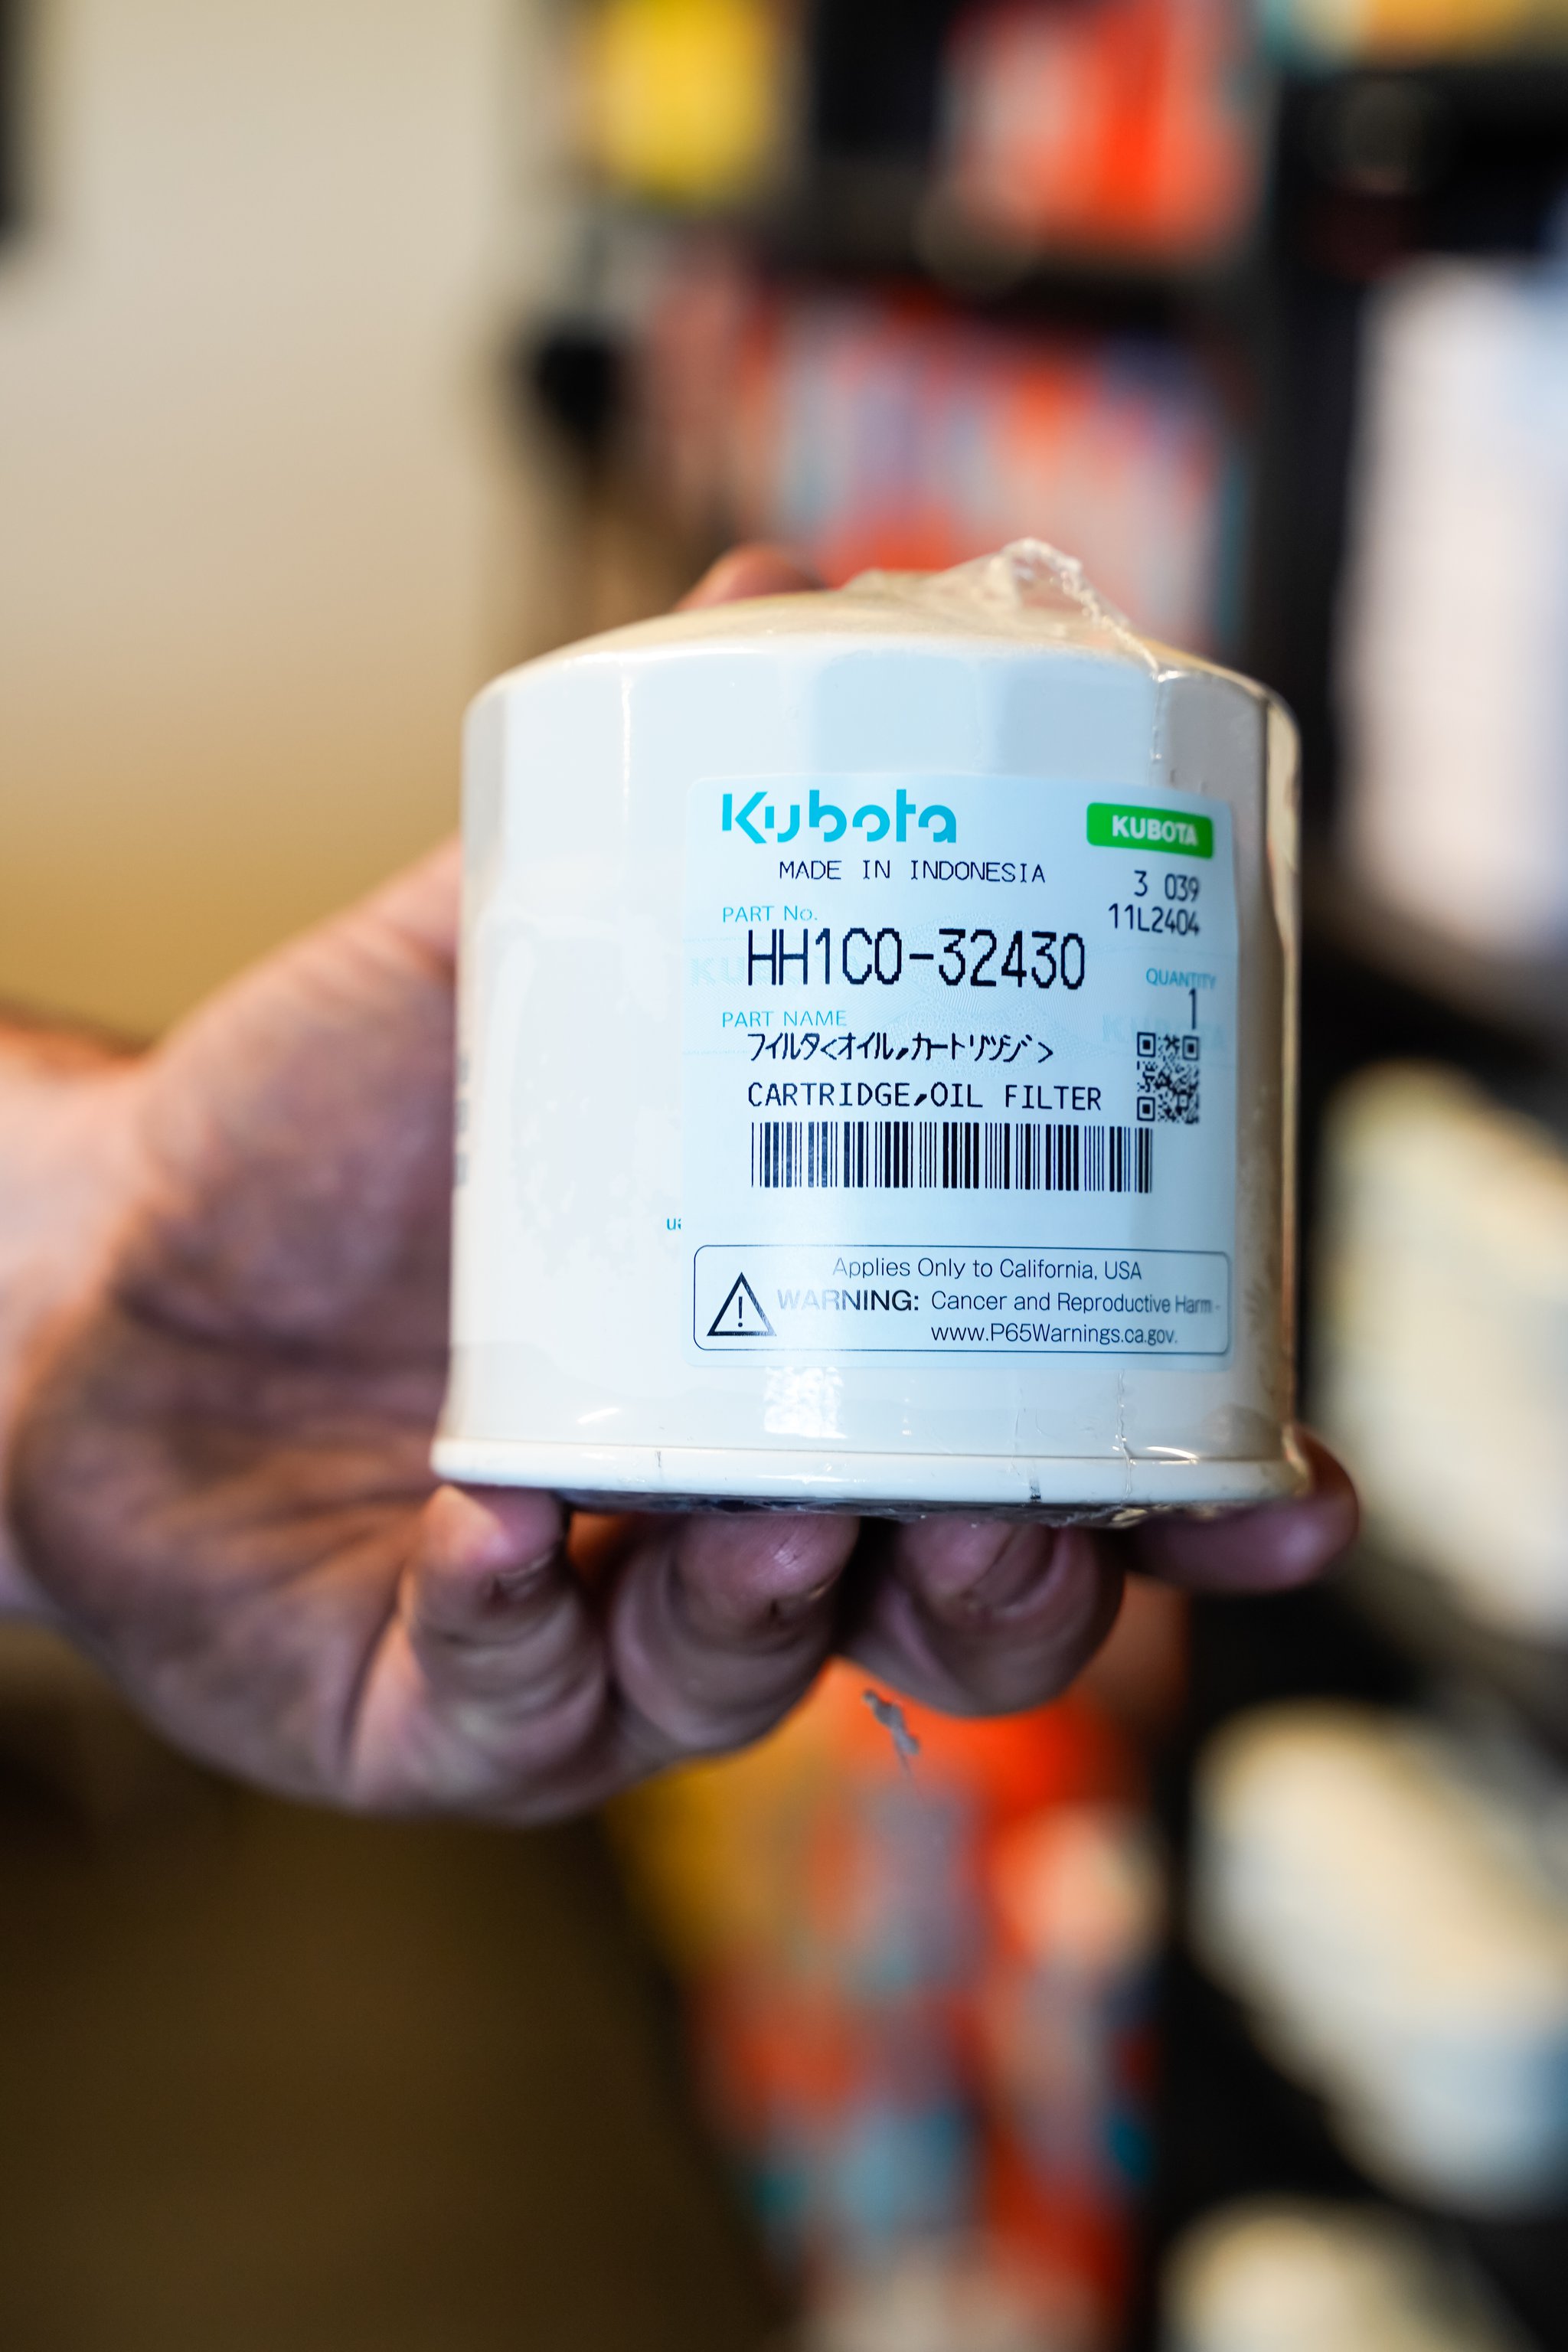 Kubota
KUBOTA
MADE IN INDONESIA
3 039
11L2404
PART No.
HH1C0-32430
QUANTITY
1
PART NAME
フィルタ<オイル,カートリッジ>
CARTRIDGE,OIL FILTER
Applies Only to California, USA
WARNING: Cancer and Reproductive Harm -
www.P65Warnings.ca.gov.